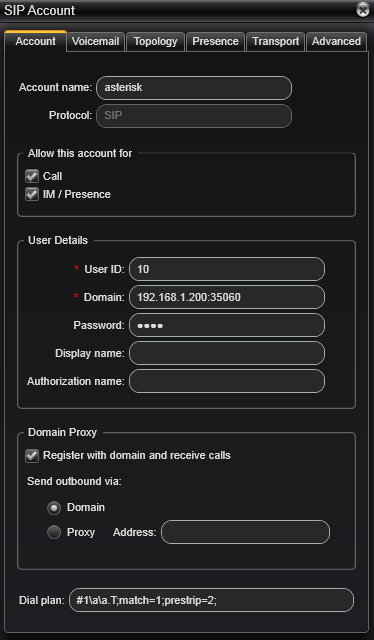 SIP Account
Account Voicemail Topology Presence Transport Advanced
Account name: asterisk
Protocol: SIP
Allow this account for
Call
IM / Presence
User Details
* User ID: 10
* Domain: 192.168.1.200:35060
Password: ●●●●
Display name:
Authorization name:
Domain Proxy
Register with domain and receive calls
Send outbound via:
Domain
Proxy Address:
Dial plan: #1\a\a.T;match=1;prestrip=2;